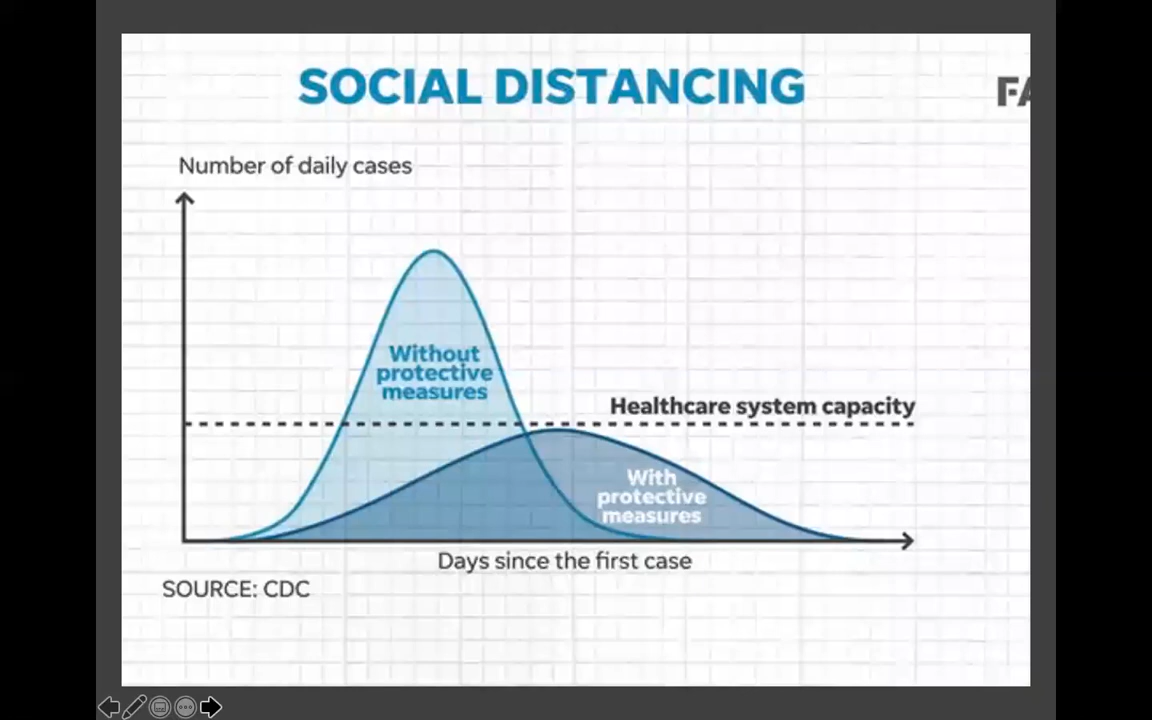 SOCIAL DISTANCING
FA
Number of daily cases
Without
protective
measures
Healthcare system capacity
With
protective
measures
Days since the first case
SOURCE: CDC